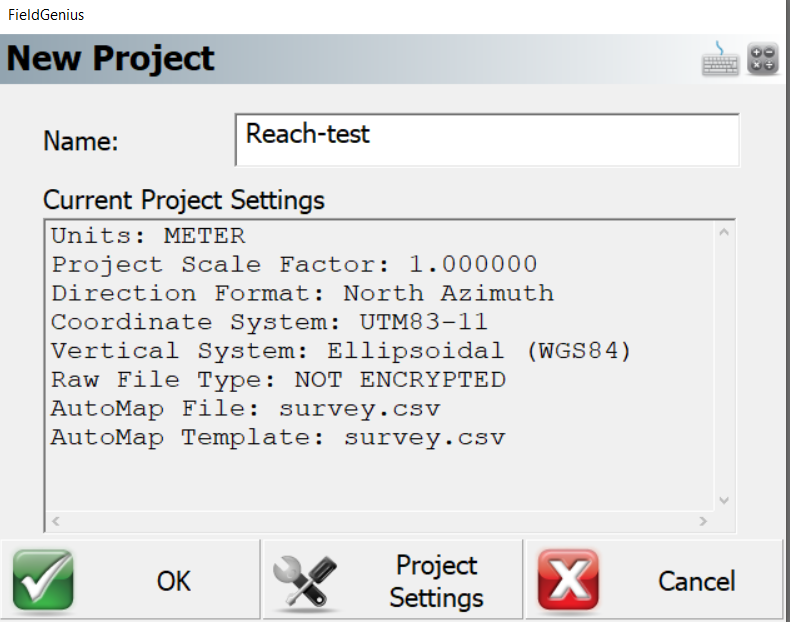 FieldGenius
New Project
Name:
Reach-test
Current Project Settings
Units: METER
Project Scale Factor: 1.000000
Direction Format: North Azimuth
Coordinate System: UTM83-11
Vertical System: Ellipsoidal (WGS84)
Raw File Type: NOT ENCRYPTED
AutoMap File: survey.csv
AutoMap Template: survey.csv
OK
Project
Settings
Cancel